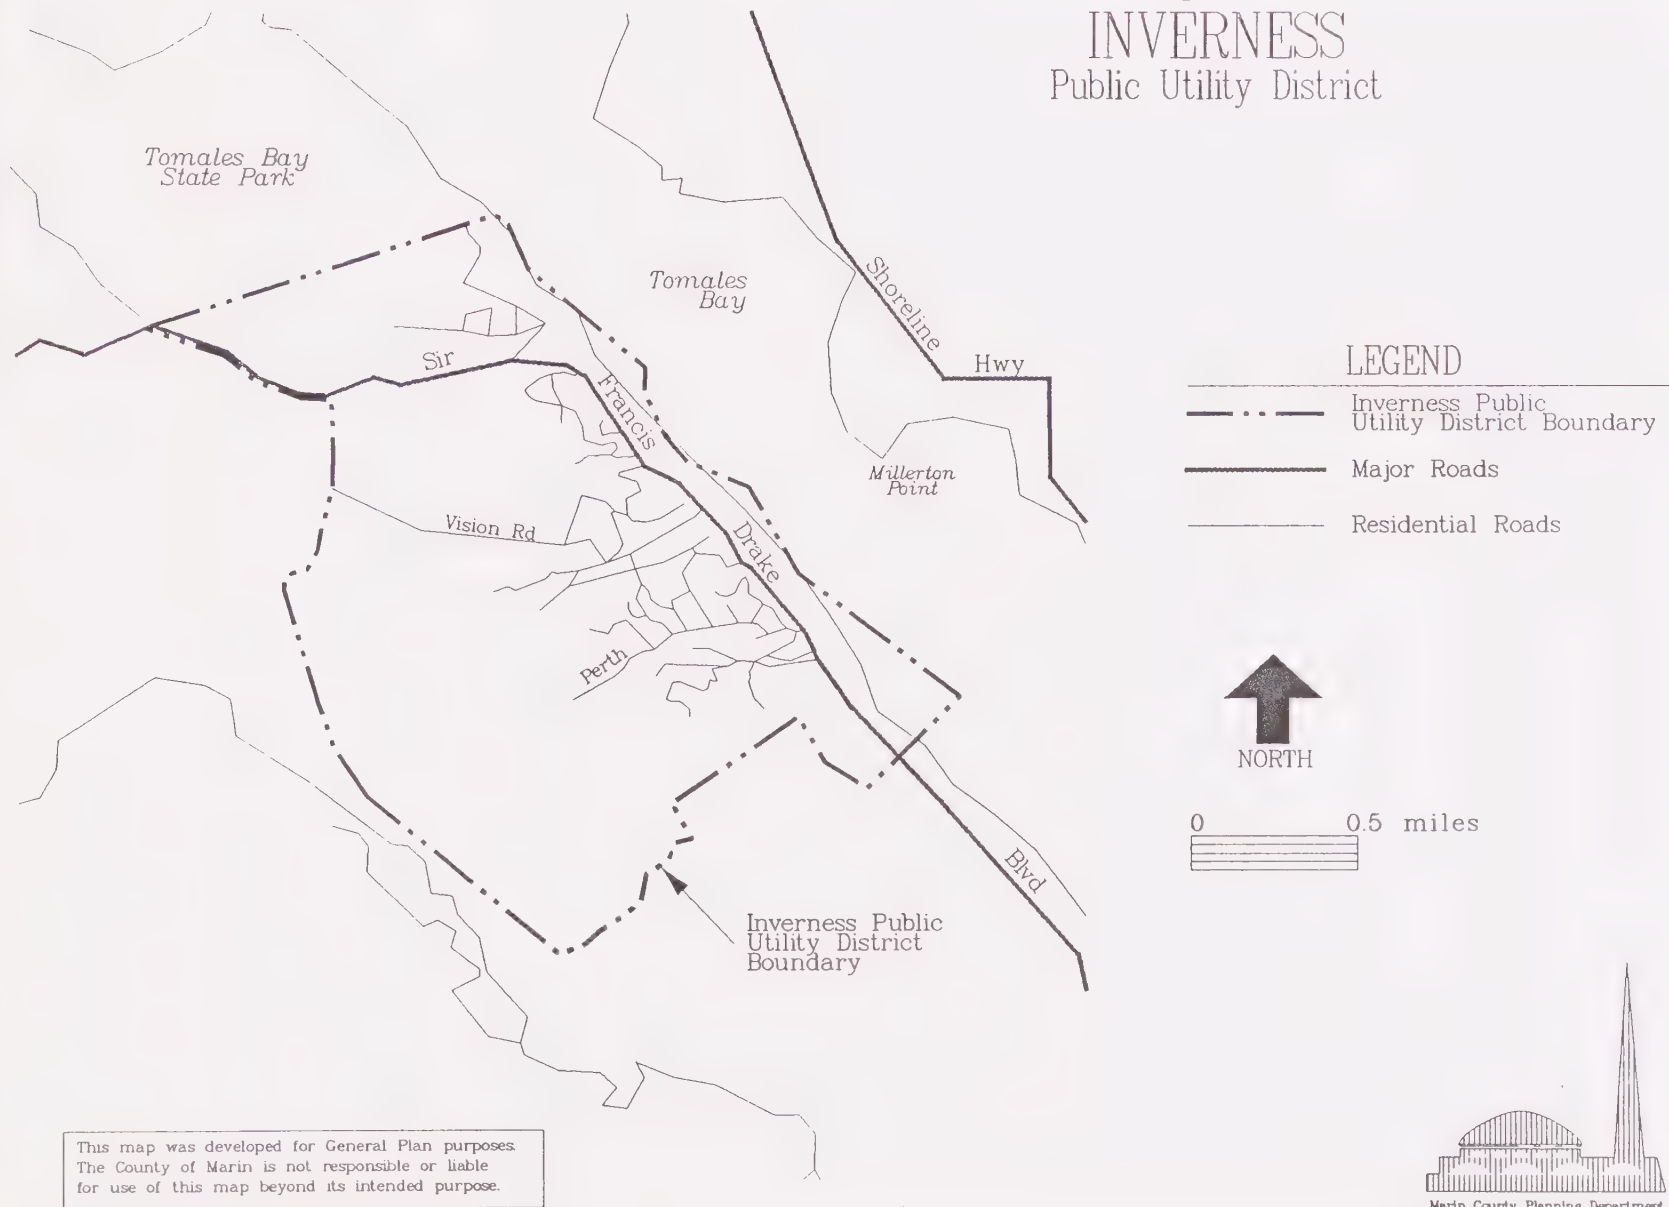 INVERNESS
Public Utility District
Tomales Bay
State Park
Tomales
Bay
Shoreline
Hwy
Sir
Francis
Drake
Blvd
Millerton
Point
Vision Rd
Perth
LEGEND
Inverness Public
Utility District Boundary
Major Roads
Residential Roads
NORTH
0 0.5 miles
Inverness Public
Utility District
Boundary
This map was developed for General Plan purposes.
The County of Marin is not responsible or liable
for use of this map beyond its intended purpose.
Marin County Planning Department